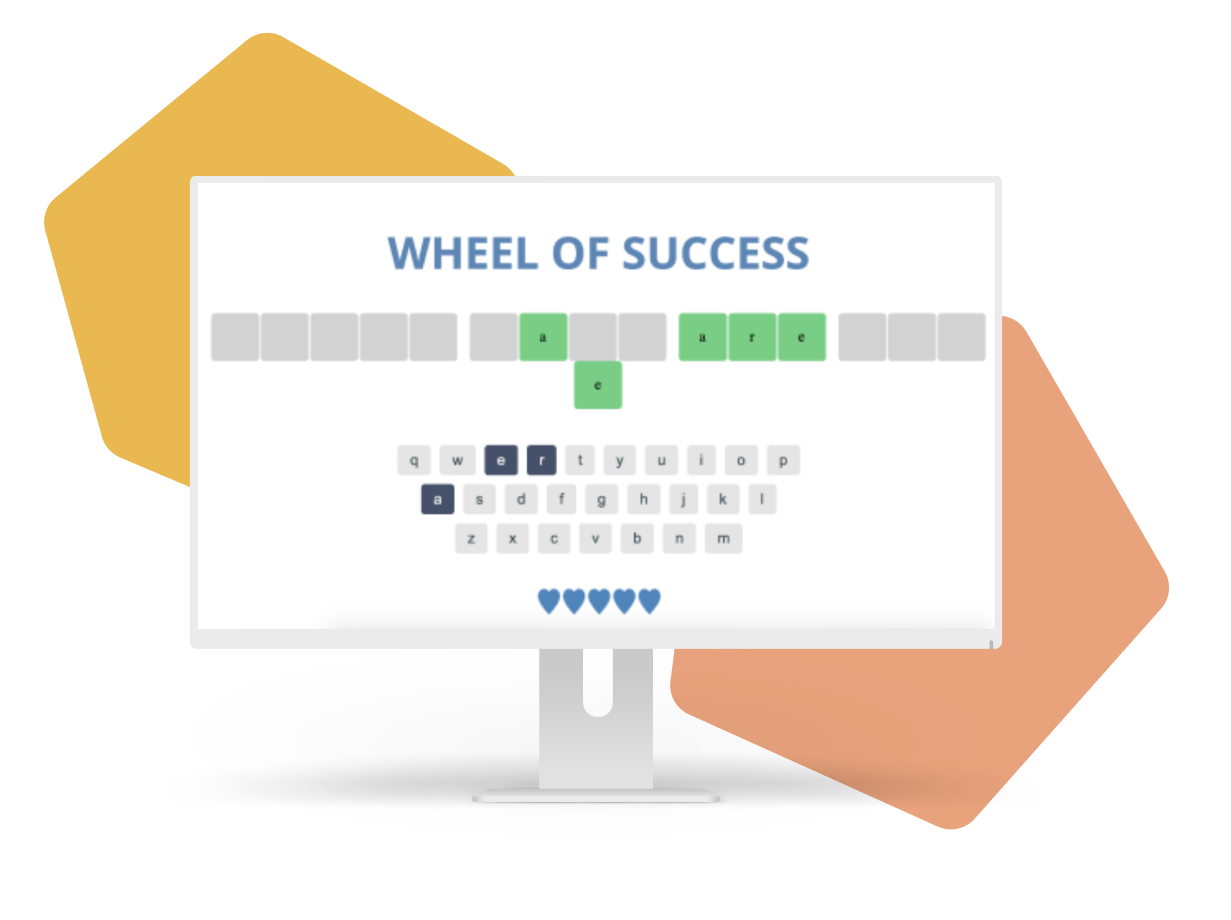 WHEEL OF SUCCESS
a a r e
e
q w e r t y u i o p
a s d f g h j k l
z x c v b n m